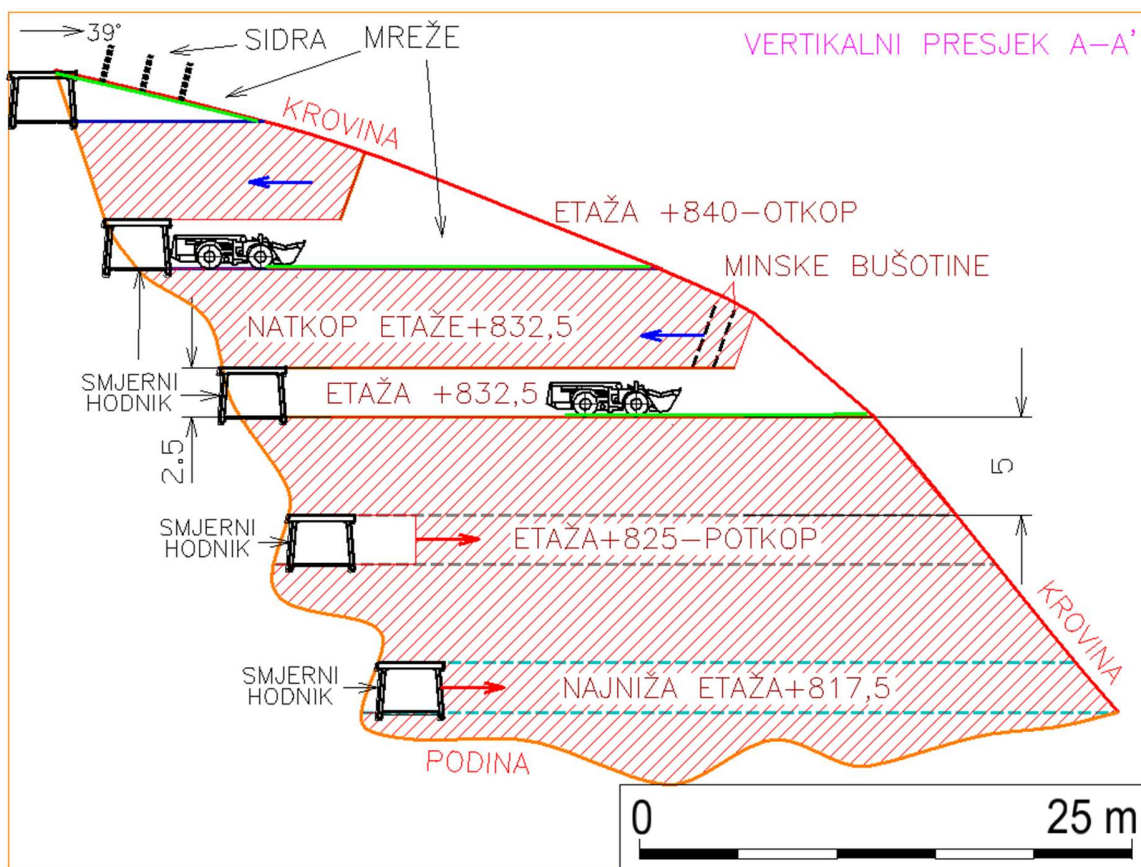 39°
SIDRA
MREŽE
VERTIKALNI PRESJEK A–A'
KROVINA
ETAŽA +840–OTKOP
MINSKE BUŠOTINE
NATKOP ETAŽE+832,5
SMJERNI
HODNIK
ETAŽA +832,5
2.5
5
SMJERNI
HODNIK
ETAŽA+825–POTKOP
KROVINA
SMJERNI
HODNIK
NAJNIŽA ETAŽA+817,5
PODINA
0
25 m